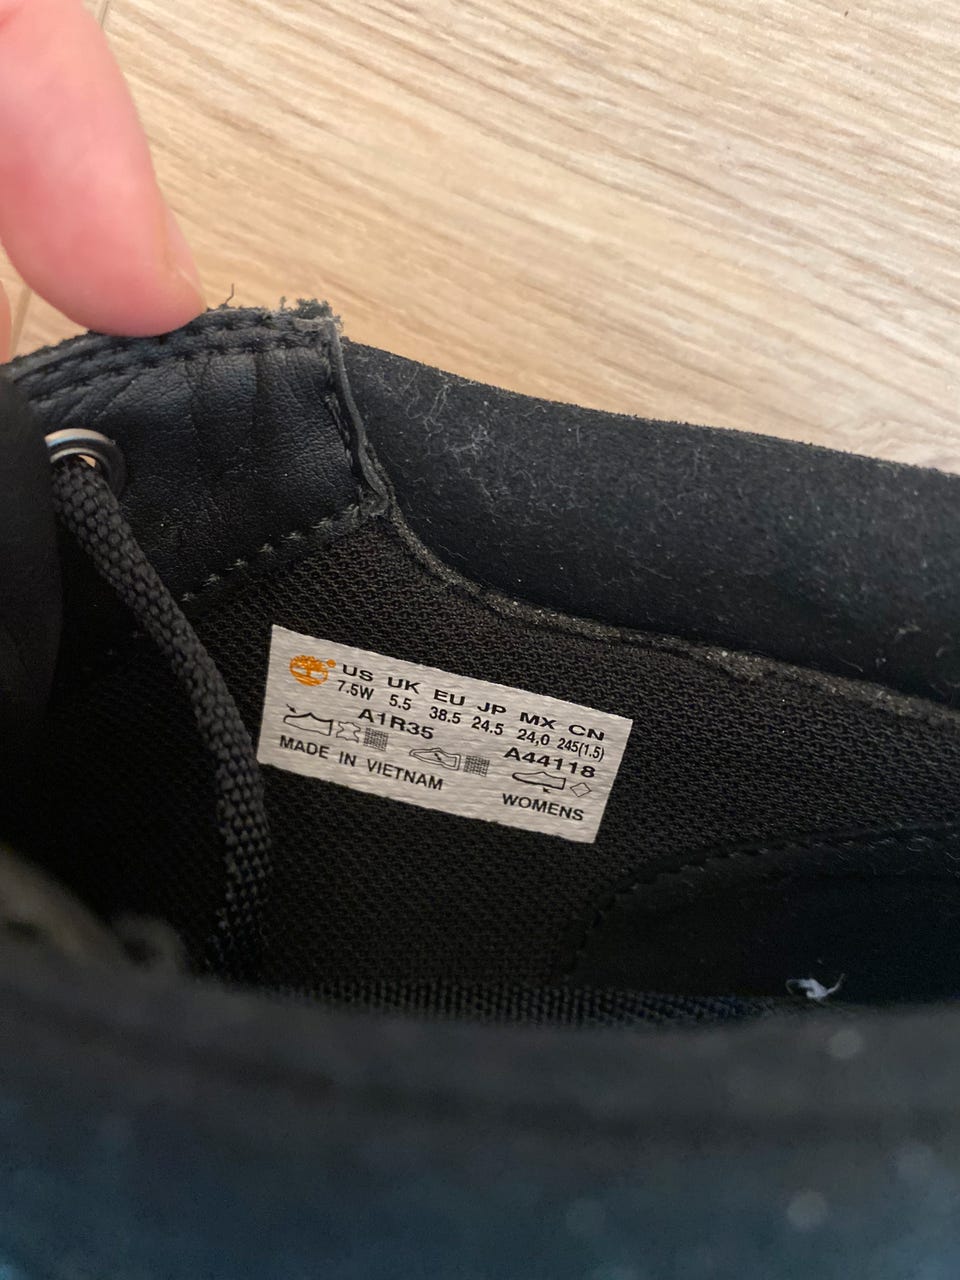 US UK EU JP MX CN
7.5W 5.5 38.5 24.5 24,0 245(1.5)
A1R35 A44118
MADE IN VIETNAM WOMENS